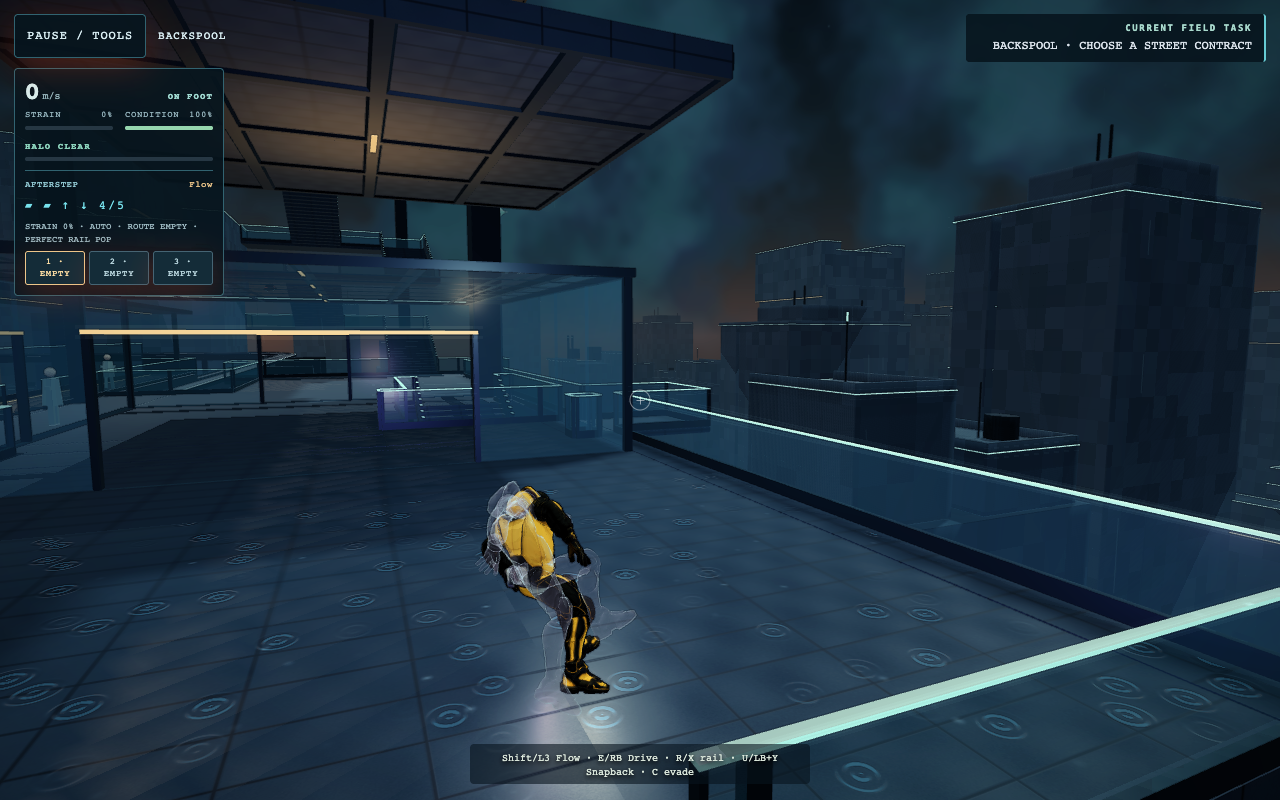 PAUSE / TOOLS
BACKSPOOL
CURRENT FIELD TASK
BACKSPOOL · CHOOSE A STREET CONTRACT
0 m/s
ON FOOT
STRAIN 0%
CONDITION 100%
HALO CLEAR
AFTERSTEP
Flow
▰ ▰ ↑ ↓ 4/5
STRAIN 0% · AUTO · ROUTE EMPTY ·
PERFECT RAIL POP
1 ·
EMPTY
2 ·
EMPTY
3 ·
EMPTY
Shift/L3 Flow · E/RB Drive · R/X rail · U/LB+Y
Snapback · C evade